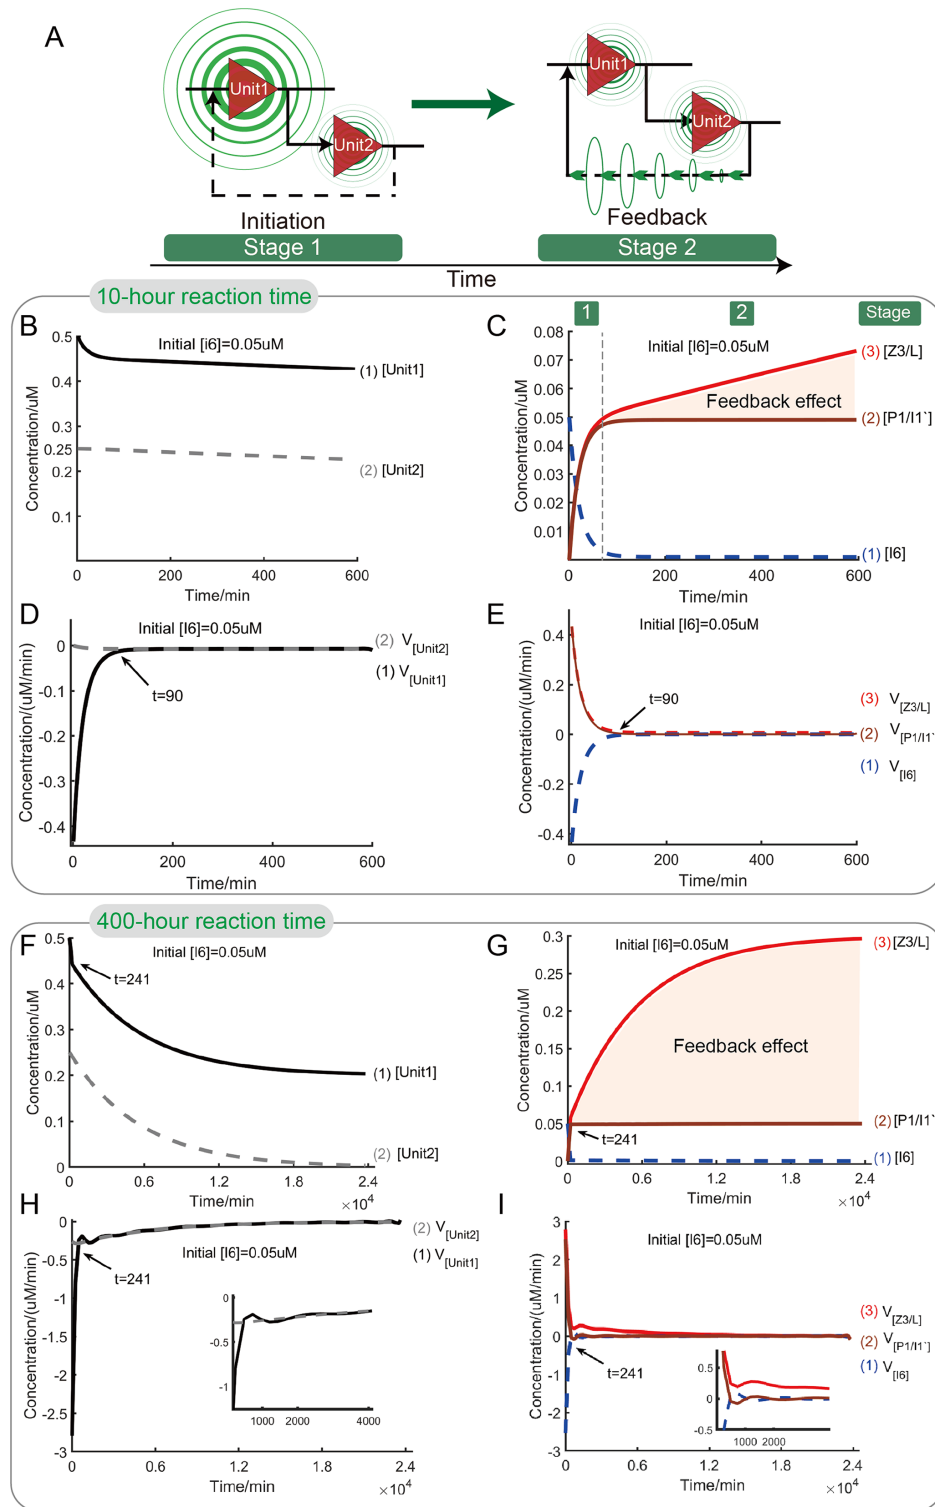 A
Unit1
Unit2
Unit1
Unit2
Initiation
Feedback
Stage 1
Stage 2
Time
10-hour reaction time
B
Initial [i6]=0.05uM
0.5
0.4
0.25
0.2
0.1
Concentration/uM
(1) [Unit1]
(2) [Unit2]
0
200
400
600
Time/min
C
1
2
Stage
Initial [I6]=0.05uM
0.08
0.07
0.06
0.05
0.04
0.03
0.02
0.01
Concentration/uM
(3) [Z3/L]
Feedback effect
(2) [P1/I1`]
(1) [I6]
0
200
400
600
Time/min
D
Initial [I6]=0.05uM
0
-0.1
-0.2
-0.3
-0.4
Concentration/(uM/min)
t=90
(2) V[Unit2]
(1) V[Unit1]
0
200
400
600
Time/min
E
Initial [I6]=0.05uM
0.4
0.2
0
-0.2
-0.4
Concentration/(uM/min)
t=90
(3) V[Z3/L]
(2) V[P1/I1`
(1) V[I6]
0
200
400
600
Time/min
400-hour reaction time
F
Initial [I6]=0.05uM
0.5
0.4
0.3
0.2
0.1
0
Concentration/uM
t=241
(1) [Unit1]
(2) [Unit2]
0
0.6
1.2
1.8
2.4
Time/min
×10^4
G
Initial [I6]=0.05uM
0.3
0.25
0.2
0.15
0.1
0.05
0
Concentration/uM
(3) [Z3/L]
Feedback effect
(2) [P1/I1`
t=241
(1) [I6]
0
0.6
1.2
1.8
2.4
Time/min
×10^4
H
0
-0.5
-1
-1.5
-2
-2.5
-3
Concentration/(uM/min)
Initial [I6]=0.05uM
t=241
(2) V[Unit2]
(1) V[Unit1]
0
-0.5
-1
1000
2000
4000
0
0.6
1.2
1.8
2.4
Time/min
×10^4
I
Initial [I6]=0.05uM
3
2
1
0
-1
-2
-3
Concentration/(uM/min)
t=241
(3) V[Z3/L]
(2) V[P1/I1`]
(1) V[I6]
0.5
0
-0.5
1000
2000
0
0.6
1.2
1.8
2.4
Time/min
×10^4